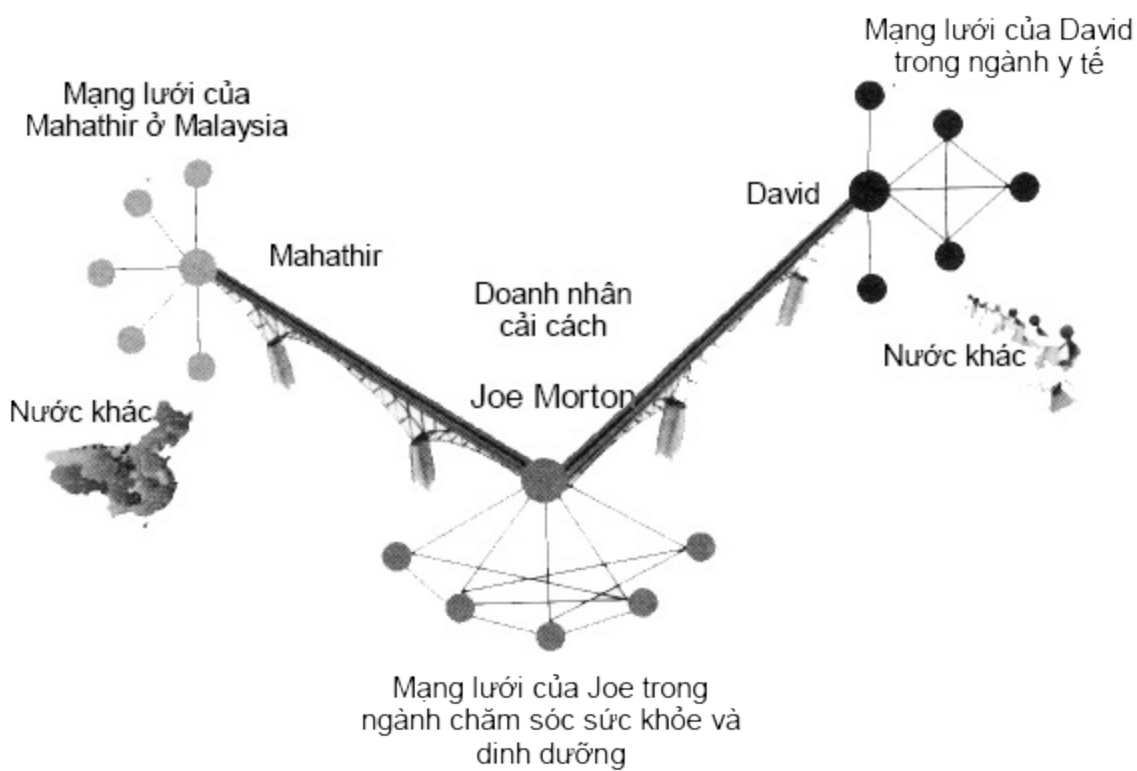 Mạng lưới của David
trong ngành y tế
Mạng lưới của
Mahathir ở Malaysia
David
Mahathir
Doanh nhân
cải cách
Nước khác
Joe Morton
Nước khác
Mạng lưới của Joe trong
ngành chăm sóc sức khỏe và
dinh dưỡng